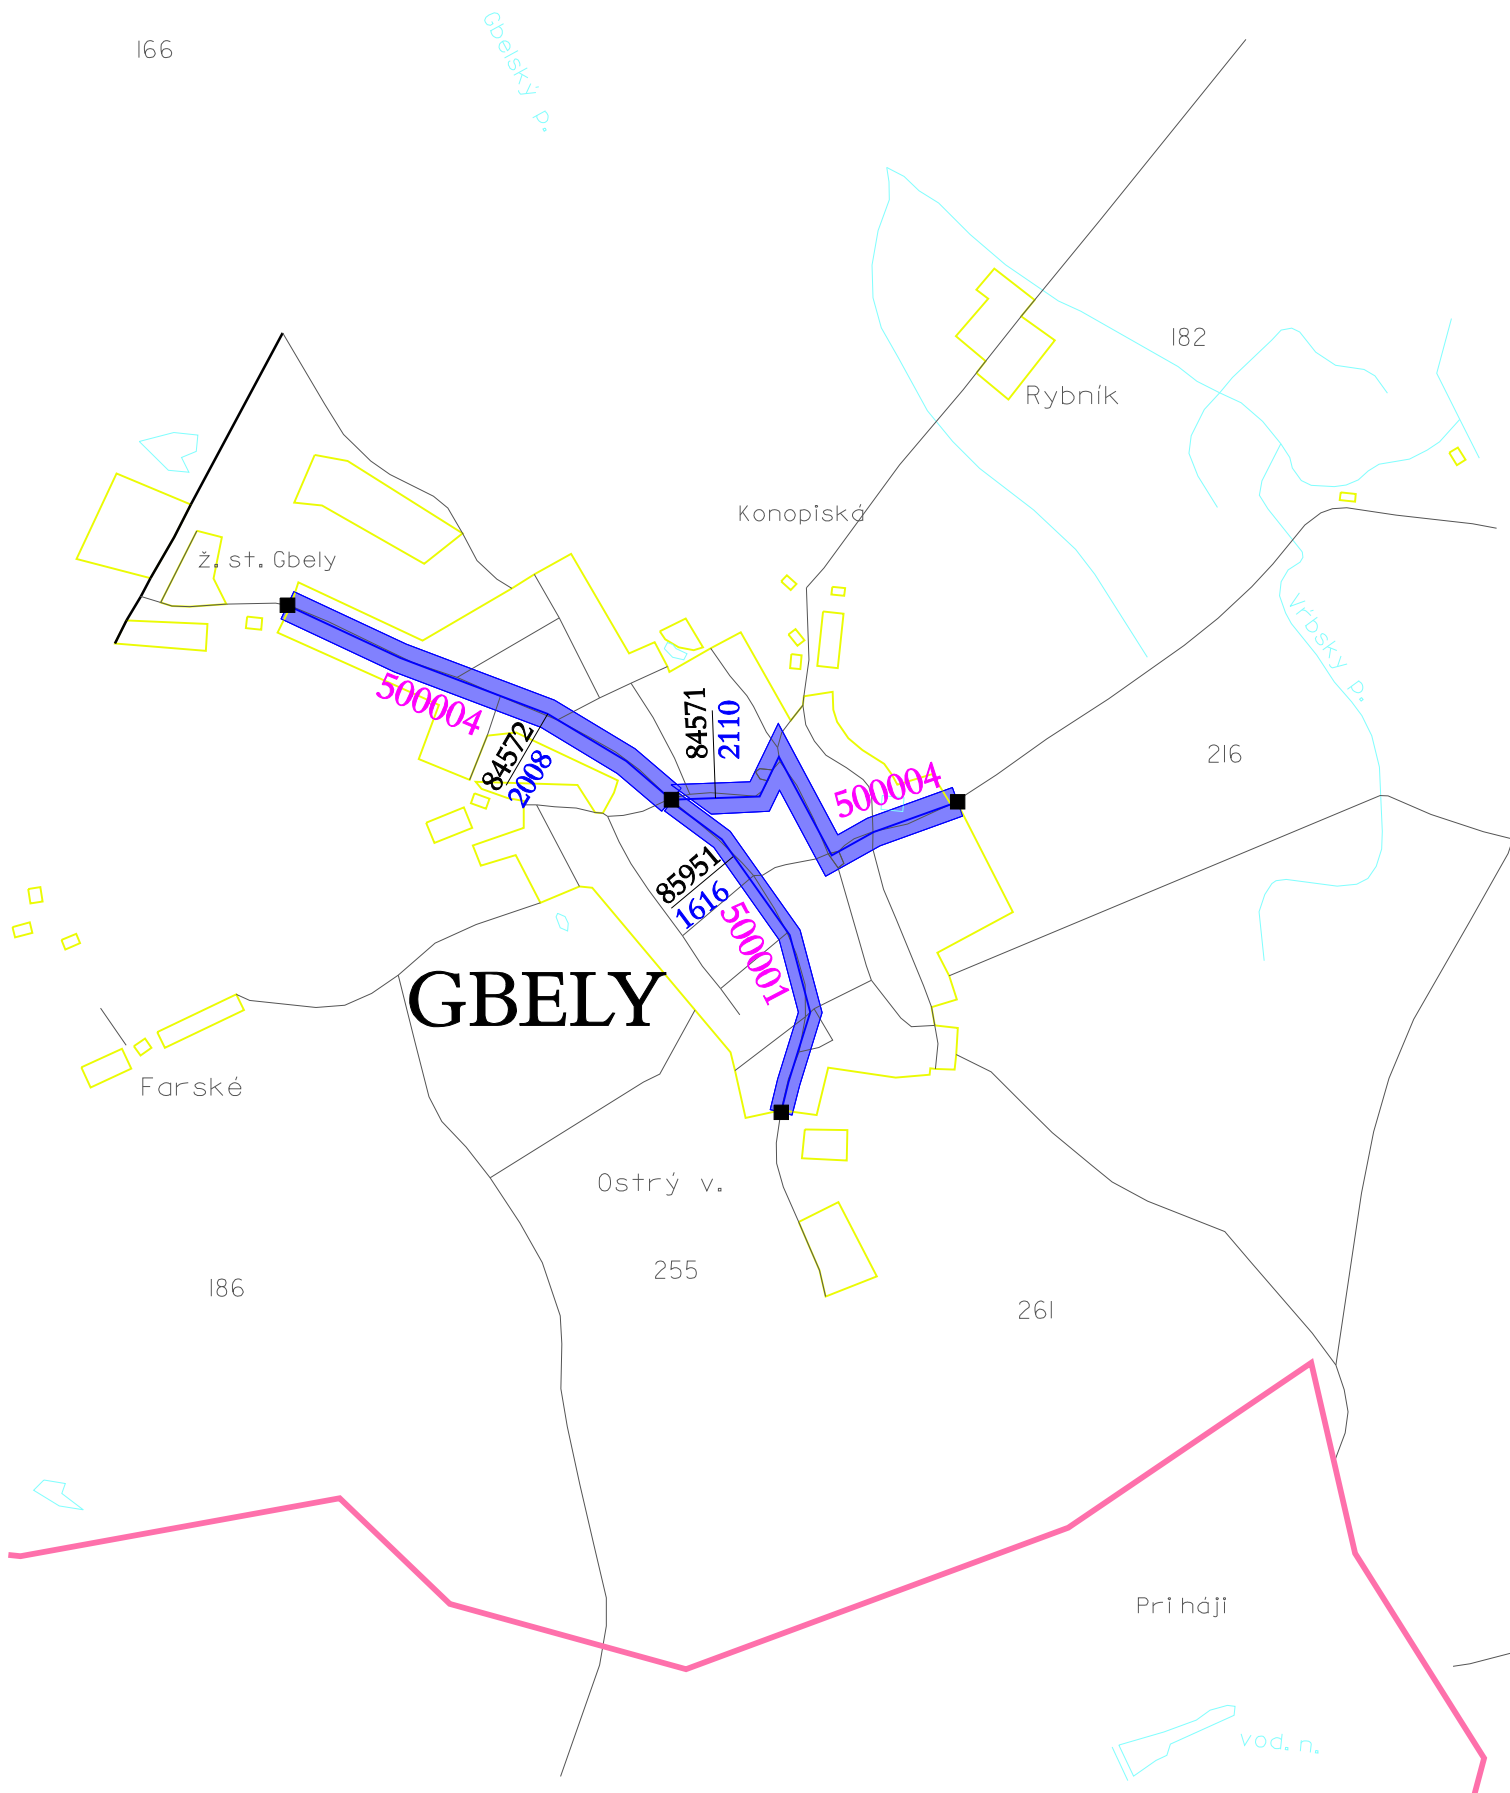 166
Gbelský p.
182
Rybník
Konopiská
ž. st. Gbely
Vŕbsky p.
500004
84572
2008
84571
2110
500004
216
85951
1616
500001
GBELY
Farské
Ostrý v.
255
186
261
Pri háji
vod. n.